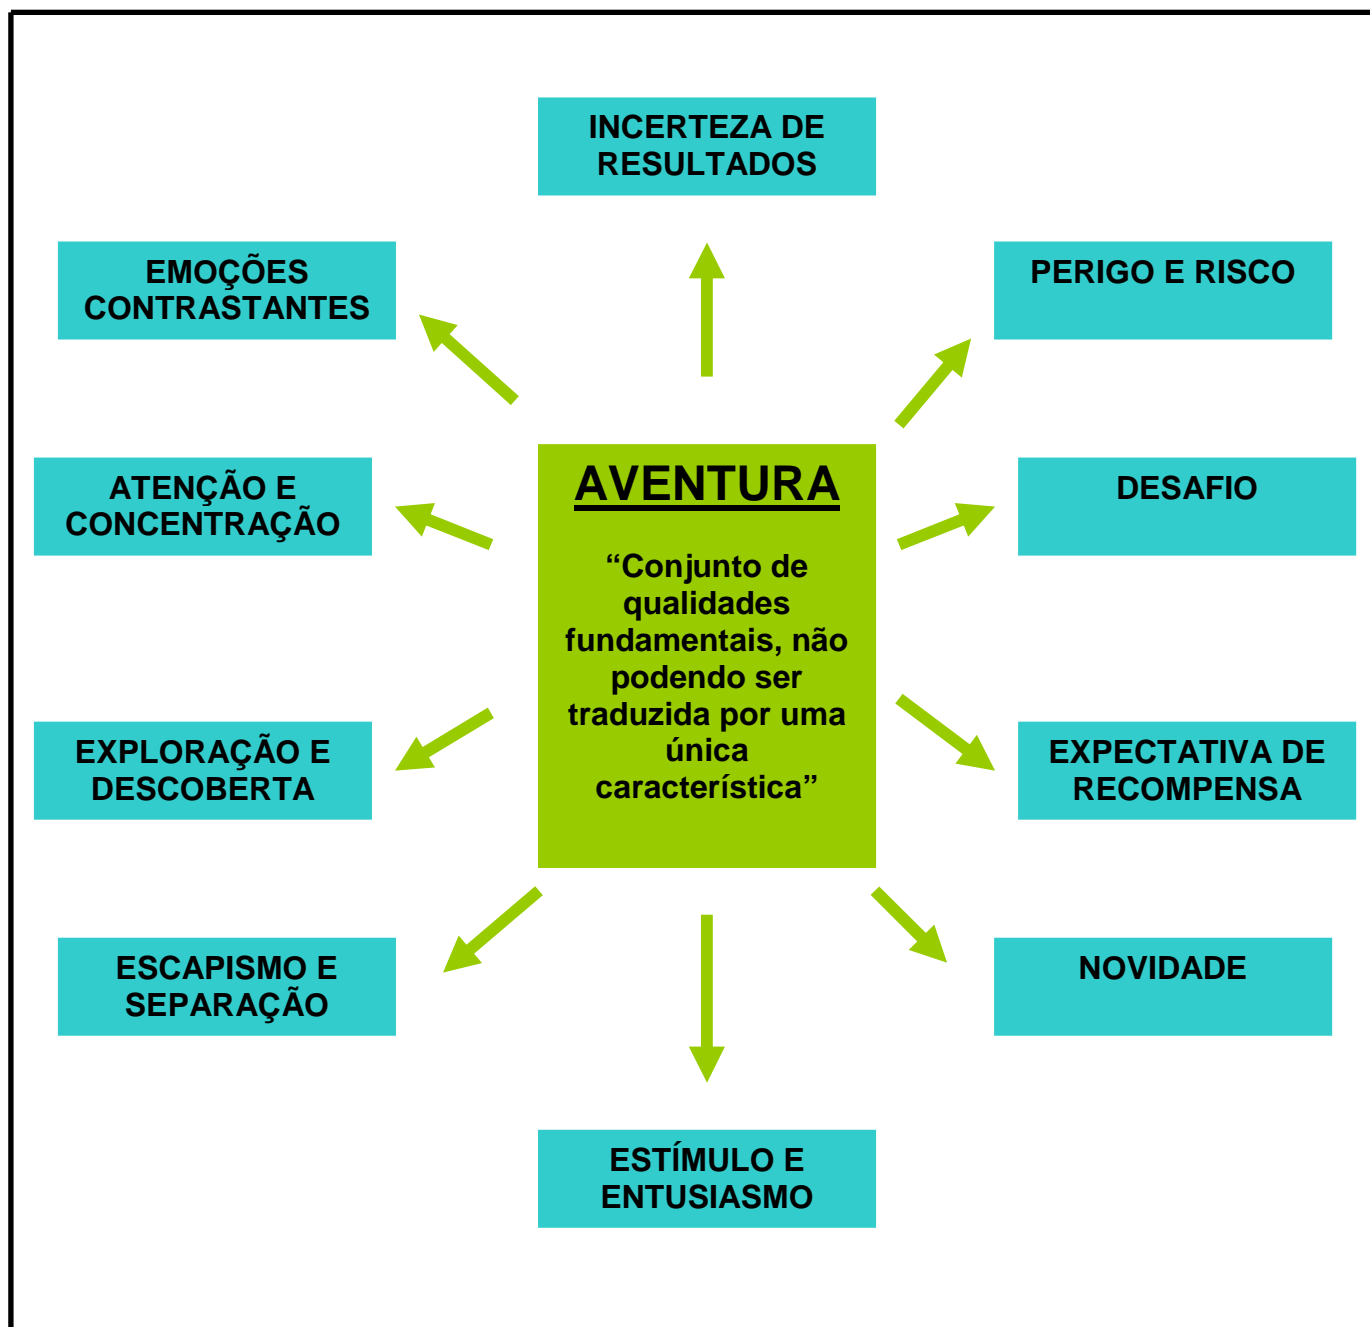 INCERTEZA DE
RESULTADOS
EMOÇÕES
CONTRASTANTES
PERIGO E RISCO
ATENÇÃO E
CONCENTRAÇÃO
AVENTURA
“Conjunto de
qualidades
fundamentais, não
podendo ser
traduzida por uma
única
característica”
DESAFIO
EXPLORAÇÃO E
DESCOBERTA
EXPECTATIVA DE
RECOMPENSA
ESCAPISMO E
SEPARAÇÃO
NOVIDADE
ESTÍMULO E
ENTUSIASMO